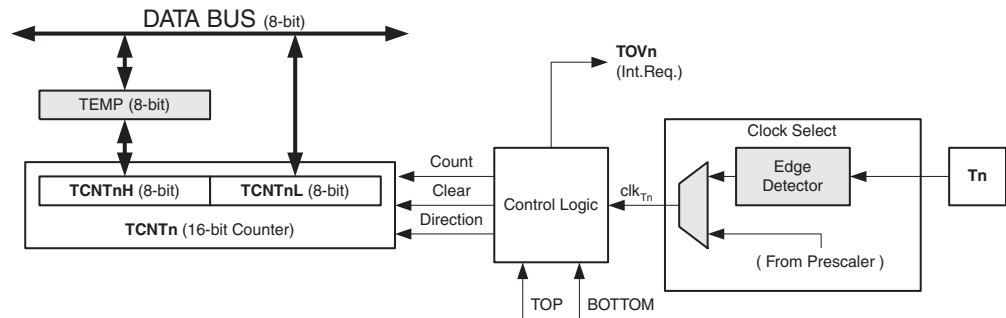 DATA BUS (8-bit)
TEMP (8-bit)
TCNTnH (8-bit)
TCNTnL (8-bit)
TCNTn (16-bit Counter)
Count
Clear
Direction
Control Logic
TOVn
(Int.Req.)
TOP
BOTTOM
clkTn
Clock Select
Edge
Detector
( From Prescaler )
Tn